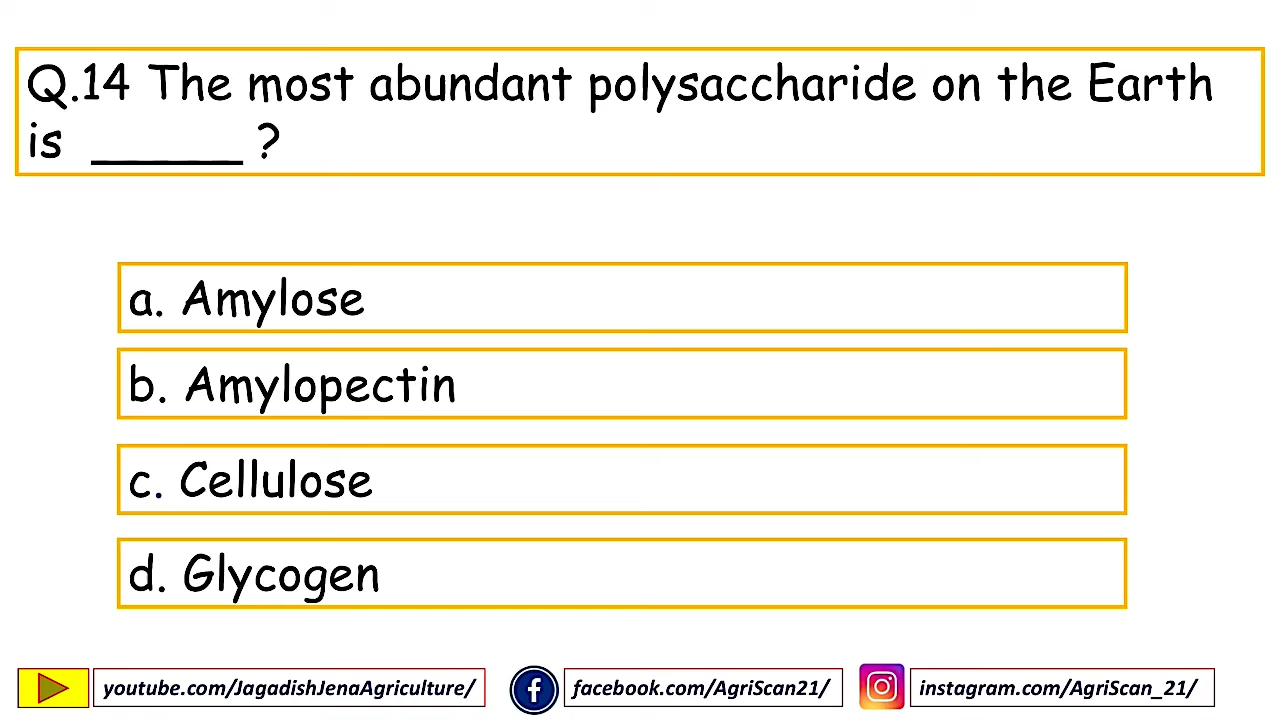 Q.14 The most abundant polysaccharide on the Earth
is _____ ?
a. Amylose
b. Amylopectin
c. Cellulose
d. Glycogen
youtube.com/JagadishJenaAgriculture/ facebook.com/AgriScan21/ instagram.com/AgriScan_21/